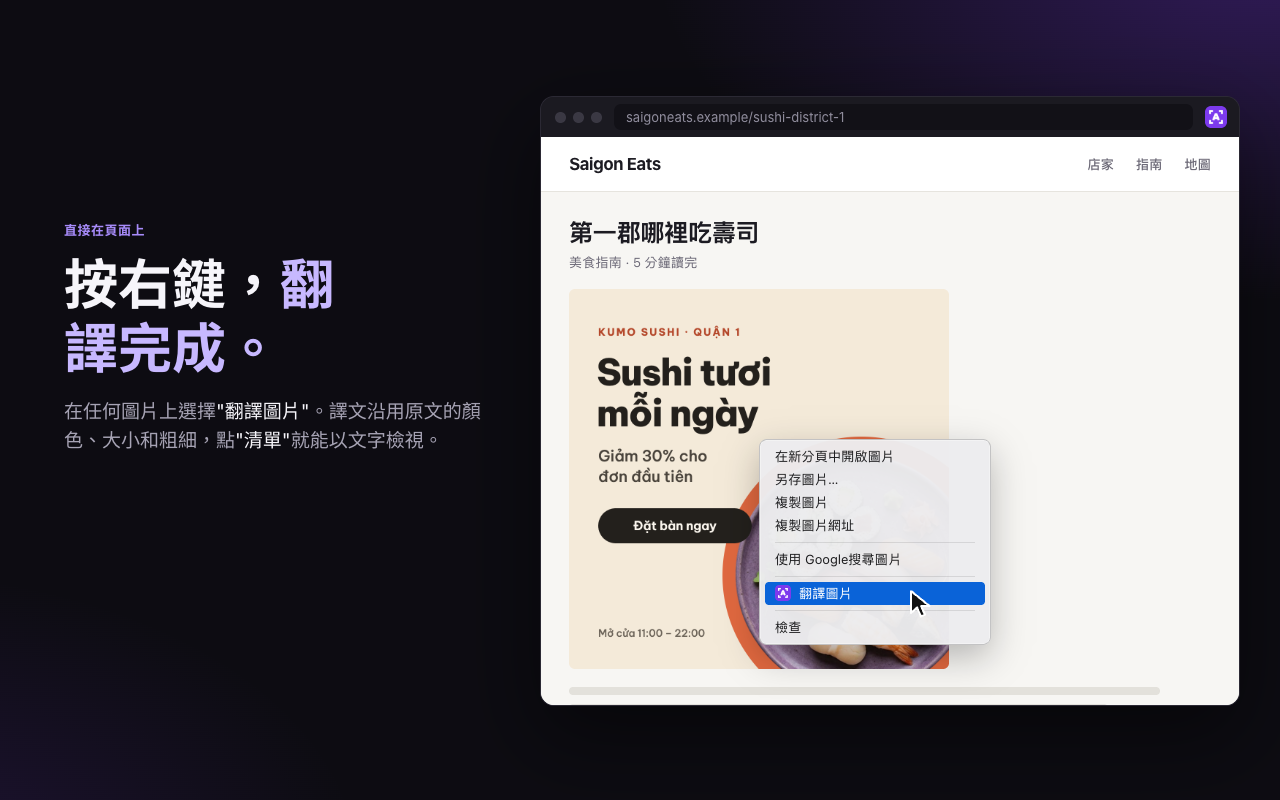 直接在頁面上
按右鍵，翻
譯完成。
在任何圖片上選擇"翻譯圖片"。譯文沿用原文的顏
色、大小和粗細，點"清單"就能以文字檢視。
saigoneats.example/sushi-district-1
Saigon Eats
店家 指南 地圖
第一郡哪裡吃壽司
美食指南 · 5 分鐘讀完
KUMO SUSHI · QUẬN 1
Sushi tươi
mỗi ngày
Giảm 30% cho
đơn đầu tiên
Đặt bàn ngay
Mở cửa 11:00 – 22:00
在新分頁中開啟圖片
另存圖片…
複製圖片
複製圖片網址
使用 Google搜尋圖片
翻譯圖片
檢查